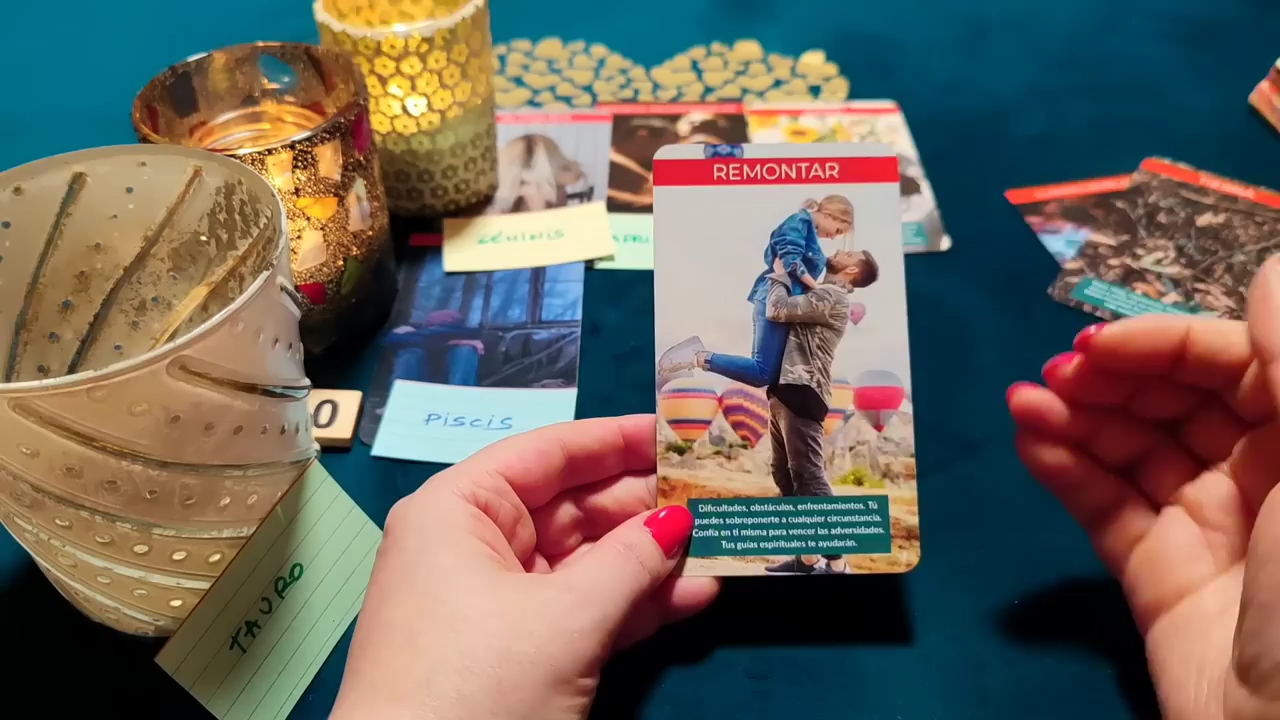 REMONTAR
Dificultades, obstáculos, enfrentamientos. Tú
puedes sobreponerte a cualquier circunstancia.
Confía en ti misma para vencer las adversidades.
Tus guías espirituales te ayudarán.
GÉMINIS
PISCIS
0
TAURO